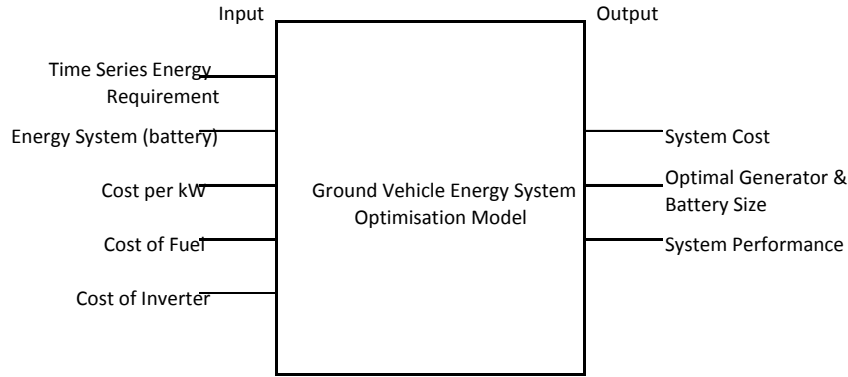 Input
Output
Time Series Energy
Requirement
Energy System (battery)
Cost per kW
Cost of Fuel
Cost of Inverter
Ground Vehicle Energy System
Optimisation Model
System Cost
Optimal Generator &
Battery Size
System Performance